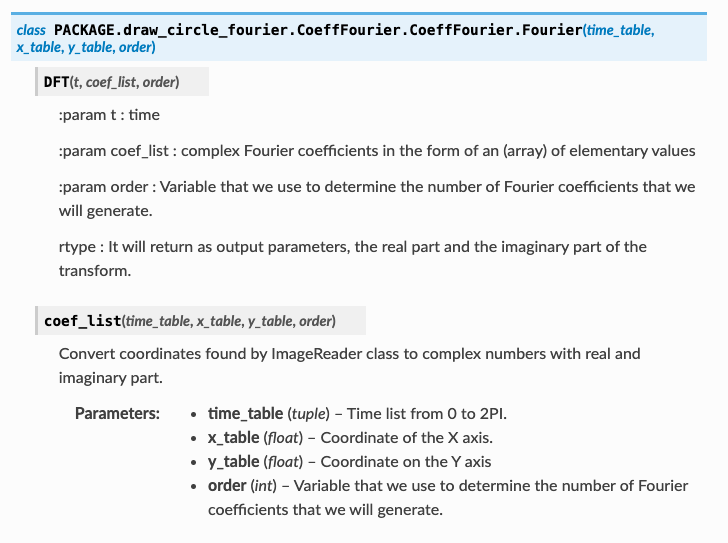 class PACKAGE.draw_circle_fourier.CoeffFourier.CoeffFourier.Fourier(time_table,
x_table, y_table, order)
DFT(t, coef_list, order)
:param t : time
:param coef_list : complex Fourier coefficients in the form of an (array) of elementary values
:param order : Variable that we use to determine the number of Fourier coefficients that we
will generate.
rtype : It will return as output parameters, the real part and the imaginary part of the
transform.
coef_list(time_table, x_table, y_table, order)
Convert coordinates found by ImageReader class to complex numbers with real and
imaginary part.
Parameters: • time_table (tuple) – Time list from 0 to 2PI.
• x_table (float) – Coordinate of the X axis.
• y_table (float) – Coordinate on the Y axis
• order (int) – Variable that we use to determine the number of Fourier
coefficients that we will generate.